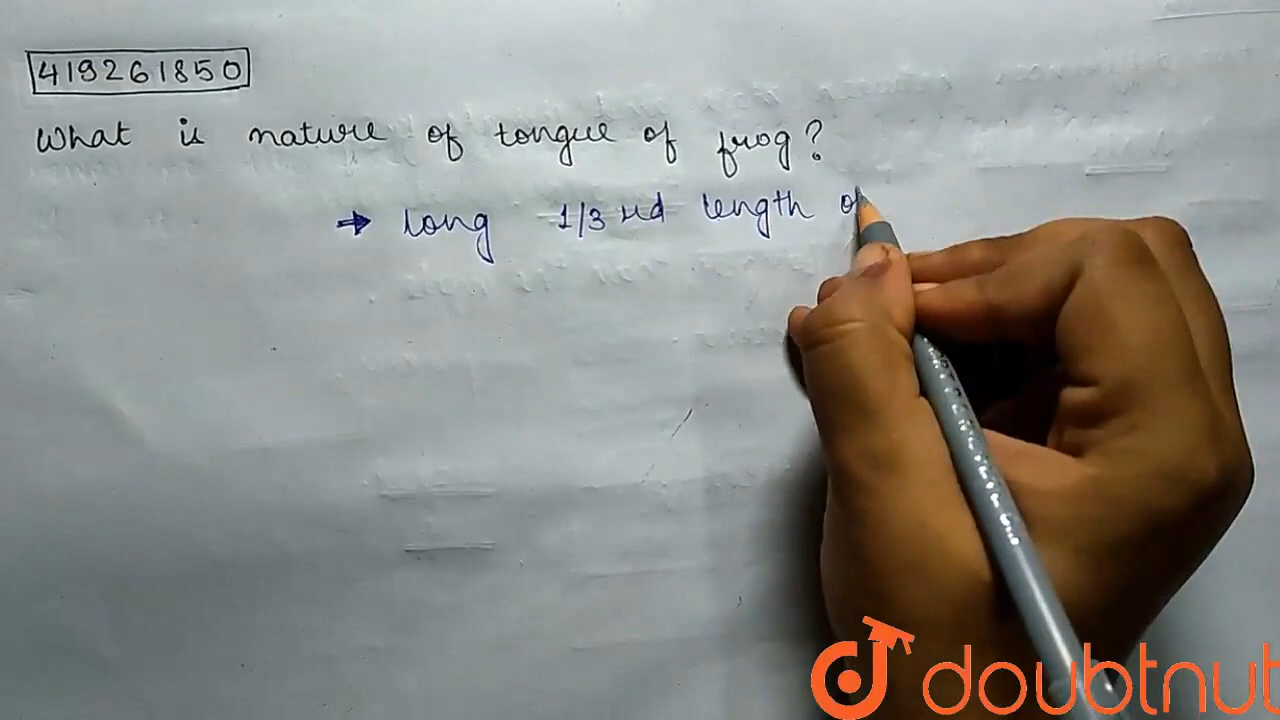 419261850
What is nature of tongue of frog?
→ long 1/3 rd length of
doubtnut